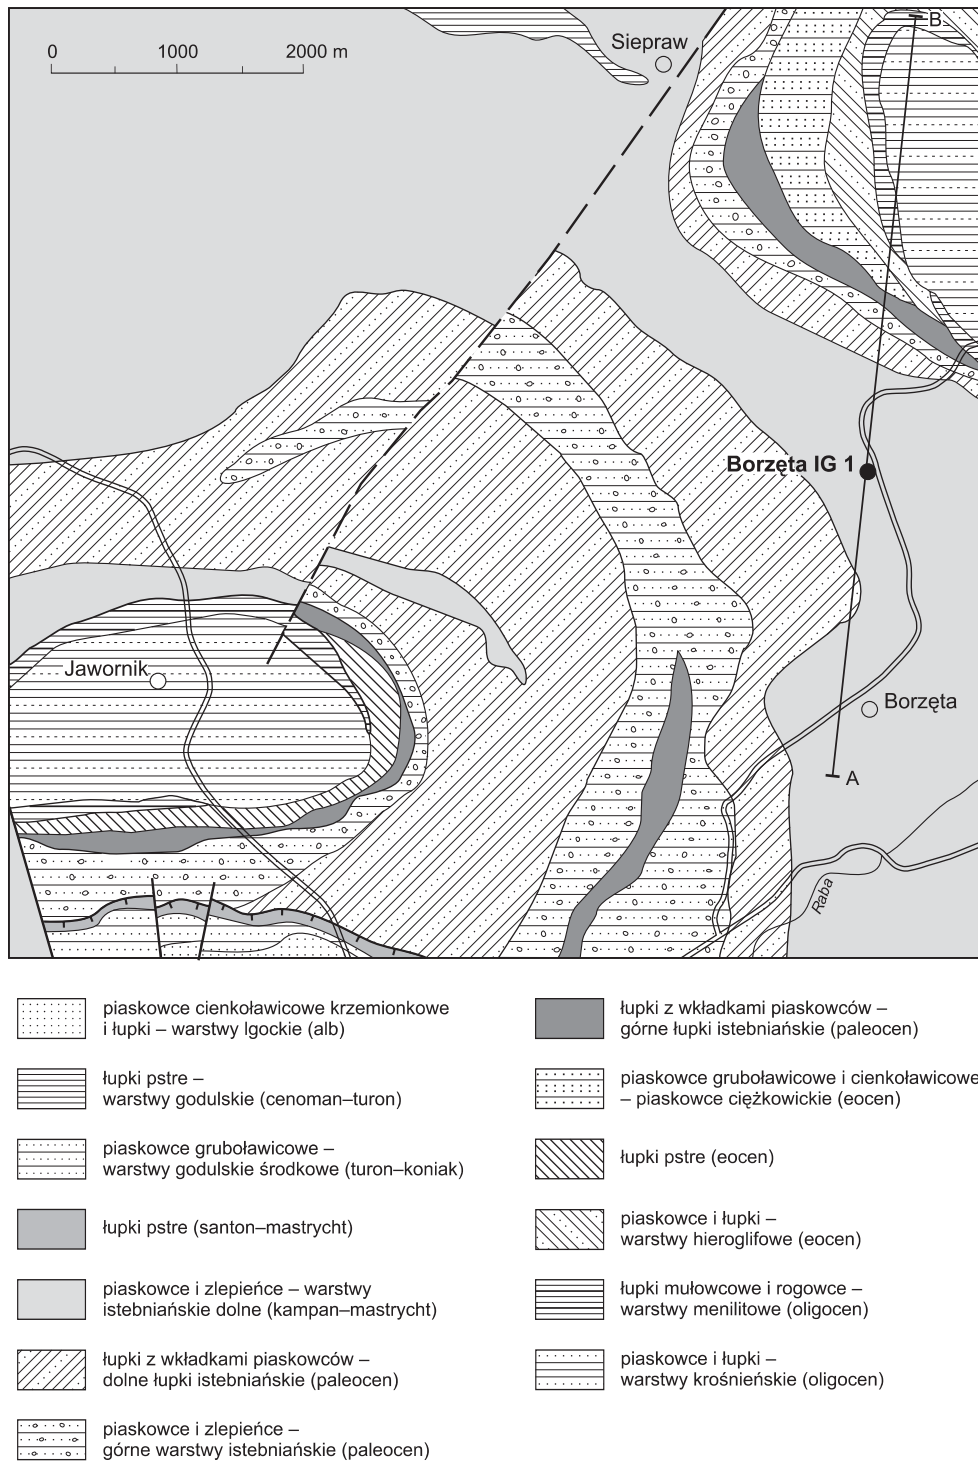 0 1000 2000 m
Siepraw
B
Borzęta IG 1
Jawornik
Borzęta
A
Raba
piaskowce cienkoławicowe krzemionkowe
i łupki – warstwy lgockie (alb)
łupki pstre –
warstwy godulskie (cenoman–turon)
piaskowce gruboławicowe –
warstwy godulskie środkowe (turon–koniak)
łupki pstre (santon–mastrycht)
piaskowce i zlepieńce – warstwy
istebniańskie dolne (kampan–mastrycht)
łupki z wkładkami piaskowców –
dolne łupki istebniańskie (paleocen)
piaskowce i zlepieńce –
górne warstwy istebniańskie (paleocen)
łupki z wkładkami piaskowców –
górne łupki istebniańskie (paleocen)
piaskowce gruboławicowe i cienkoławicowe
– piaskowce ciężkowickie (eocen)
łupki pstre (eocen)
piaskowce i łupki –
warstwy hieroglifowe (eocen)
łupki mułowcowe i rogowce –
warstwy menilitowe (oligocen)
piaskowce i łupki –
warstwy krośnieńskie (oligocen)